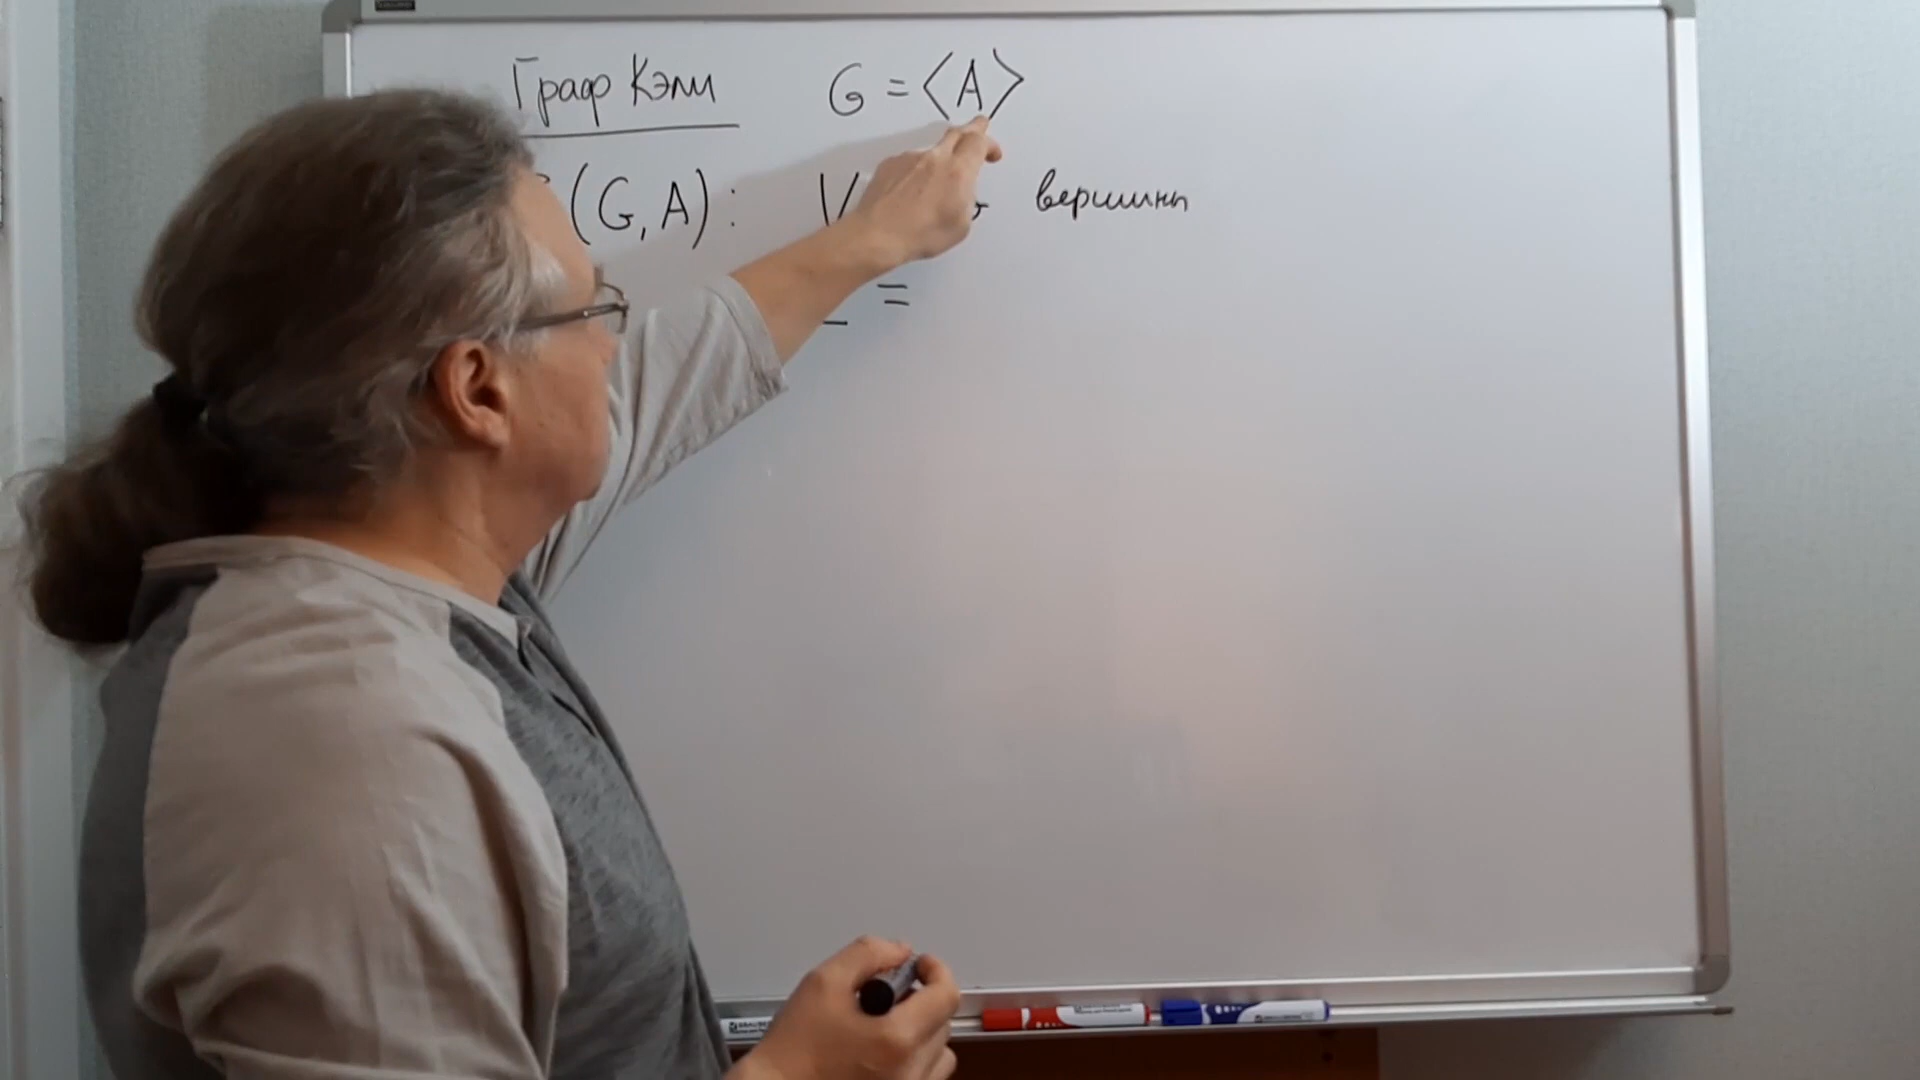 Граф Кэли G = ⟨A⟩
(G, A): V вершины
=